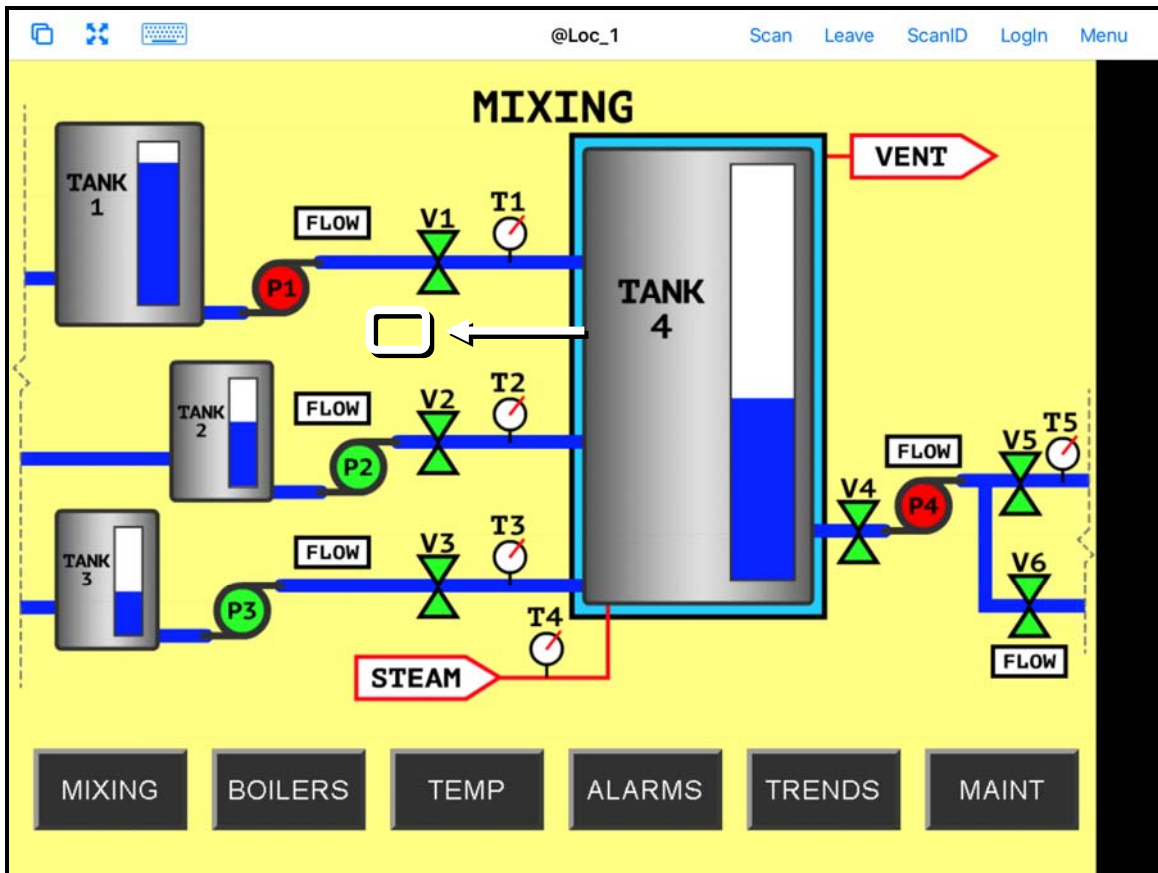 @Loc_1 Scan Leave ScanID LogIn Menu
MIXING
VENT
TANK
1
FLOW
V1
T1
P1
TANK
4
TANK
2
FLOW
V2
T2
P2
TANK
3
FLOW
V3
T3
P3
T4
STEAM
V4
FLOW
P4
V5
T5
V6
FLOW
MIXING BOILERS TEMP ALARMS TRENDS MAINT